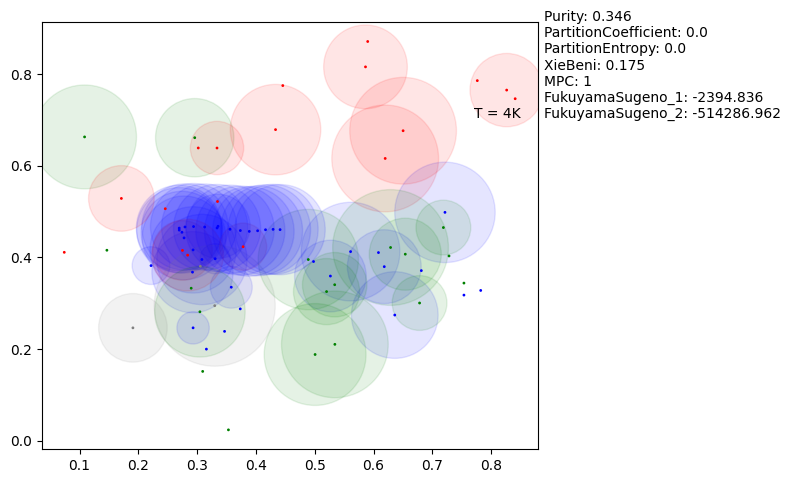 Purity: 0.346
PartitionCoefficient: 0.0
PartitionEntropy: 0.0
XieBeni: 0.175
MPC: 1
FukuyamaSugeno_1: -2394.836
FukuyamaSugeno_2: -514286.962
T = 4K
0.8
0.6
0.4
0.2
0.0
0.1 0.2 0.3 0.4 0.5 0.6 0.7 0.8